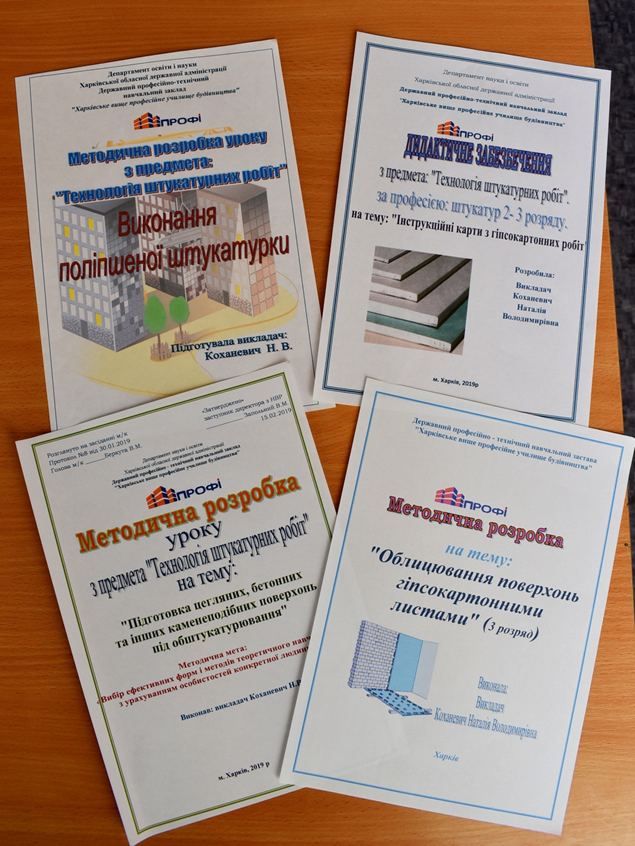 Департамент освіти і науки
Харківської обласної державної адміністрації
Державний професійно-технічний
навчальний заклад
"Харківське вище професійне училище будівництва"
ПРОФІ
Методична розробка уроку
з предмета:
"Технологія штукатурних робіт"
Виконання
поліпшеної штукатурки
Підготувала викладач:
Коханевич Н. В.
Департамент науки і освіти
Харківської обласної державної адміністрації
Державний професійно-технічний навчальний заклад
"Харківське вище професійне училище будівництва"
ПРОФІ
ДИДАКТИЧНЕ ЗАБЕЗБЕЧЕННЯ
з предмета: "Технологія штукатурних робіт".
за професією: штукатур 2- 3 розряду.
на тему: "Інструкційні карти з гіпсокартонних робіт"
Розробила:
Викладач
Коханевич
Наталія
Володимирівна
м. Харків, 2019р
Розглянуто на засіданні м/к
Протокол №8 від 30.01.2019
Голова м/к ______Беркута В.М.
«Затверджено»
заступник директора з НВР
Запольний В.М.
15.02.2019
Департамент науки і освіти
Харківської обласної державної адміністрації
Державний професійно - технічний навчальний заклад
"Харківське вище професійне училище будівництва"
ПРОФІ
Методична розробка
уроку
з предмета "Технологія штукатурних робіт"
на тему:
"Підготовка цегляних, бетонних
та інших каменеподібних поверхонь
під обштукатурювання"
Методична мета:
Вибір ефективних форм і методів теоретичного
з урахуванням особистостей конкретної
Виконав: викладач Коханевич Н.В
м. Харків, 2019 р
Державний професійно - технічний навчальний застава
"Харківське вище професійне училище будівництва"
ПРОФІ
Методична розробка
на тему:
"Облицювання поверхонь
гіпсокартонними
листами" (3 розряд)
Виконала:
Викладач
Коханевич Наталія Володимирівна
Харків